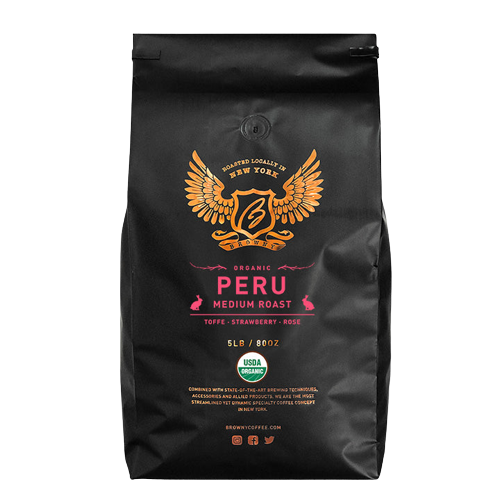 ROASTED LOCALLY IN
NEW YORK
B
BROWNY
ORGANIC
PERU
MEDIUM ROAST
TOFFE - STRAWBERRY - ROSE
5LB / 80OZ
USDA
ORGANIC
COMBINED WITH STATE-OF-THE-ART BREWING TECHNIQUES,
ACCESSORIES AND ALLIED PRODUCTS, WE ARE THE MOST
STREAMLINED YET DYNAMIC SPECIALTY COFFEE CONCEPT
IN NEW YORK.
BROWNYCOFFEE.COM